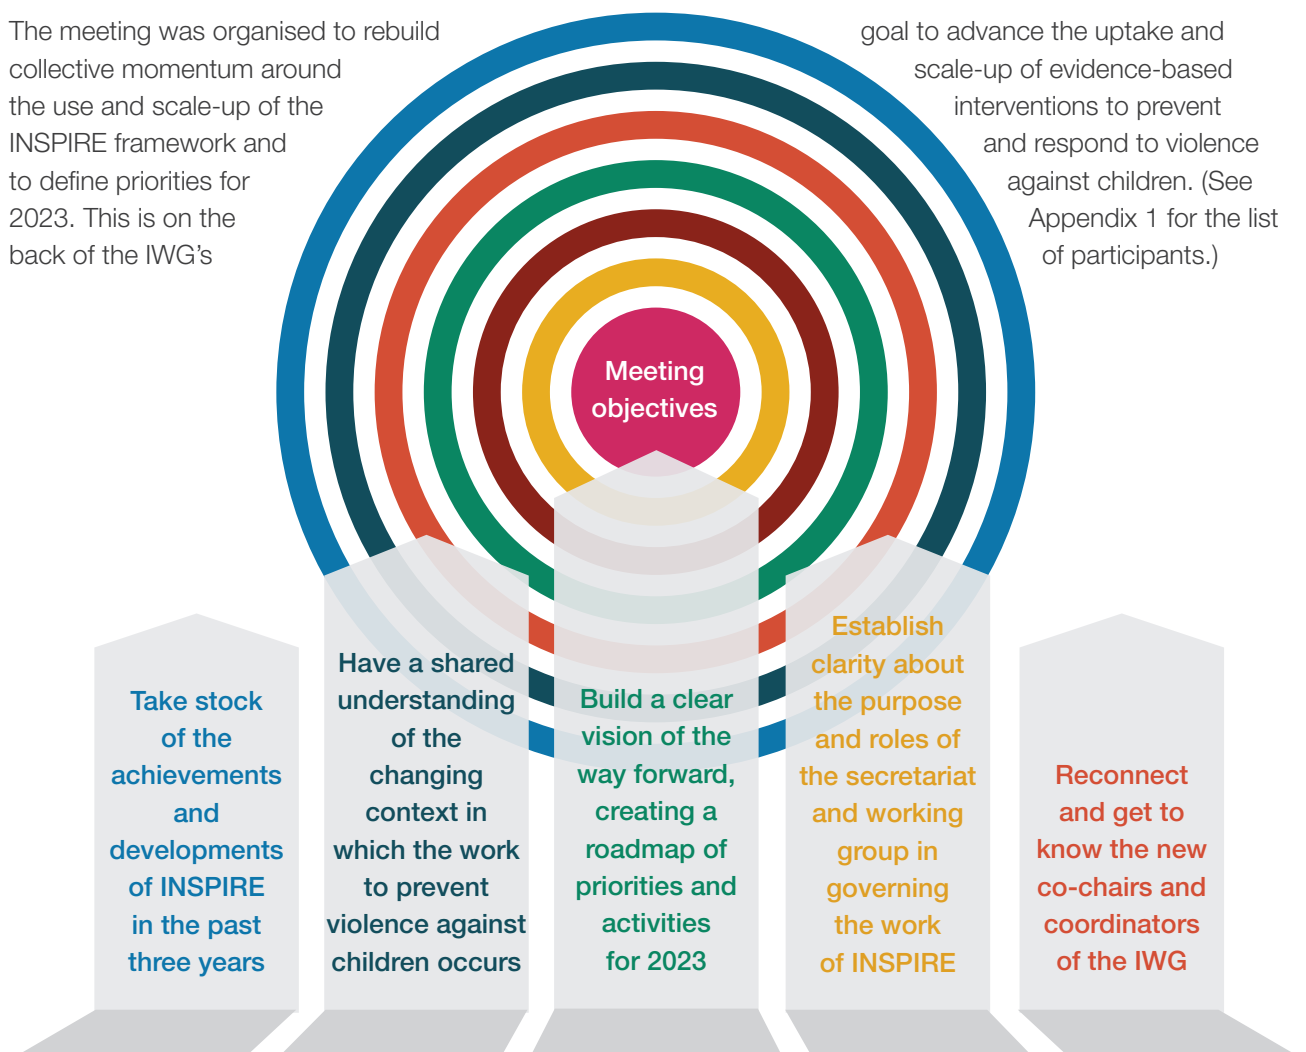 The meeting was organised to rebuild
collective momentum around
the use and scale-up of the
INSPIRE framework and
to define priorities for
2023. This is on the
back of the IWG’s
goal to advance the uptake and
scale-up of evidence-based
interventions to prevent
and respond to violence
against children. (See
Appendix 1 for the list
of participants.)
Meeting
objectives
Take stock
of the
achievements
and
developments
of INSPIRE
in the past
three years
Have a shared
understanding
of the
changing
context in
which the work
to prevent
violence against
children occurs
Build a clear
vision of the
way forward,
creating a
roadmap of
priorities and
activities
for 2023
Establish
clarity about
the purpose
and roles of
the secretariat
and working
group in
governing
the work
of INSPIRE
Reconnect
and get to
know the new
co-chairs and
coordinators
of the IWG